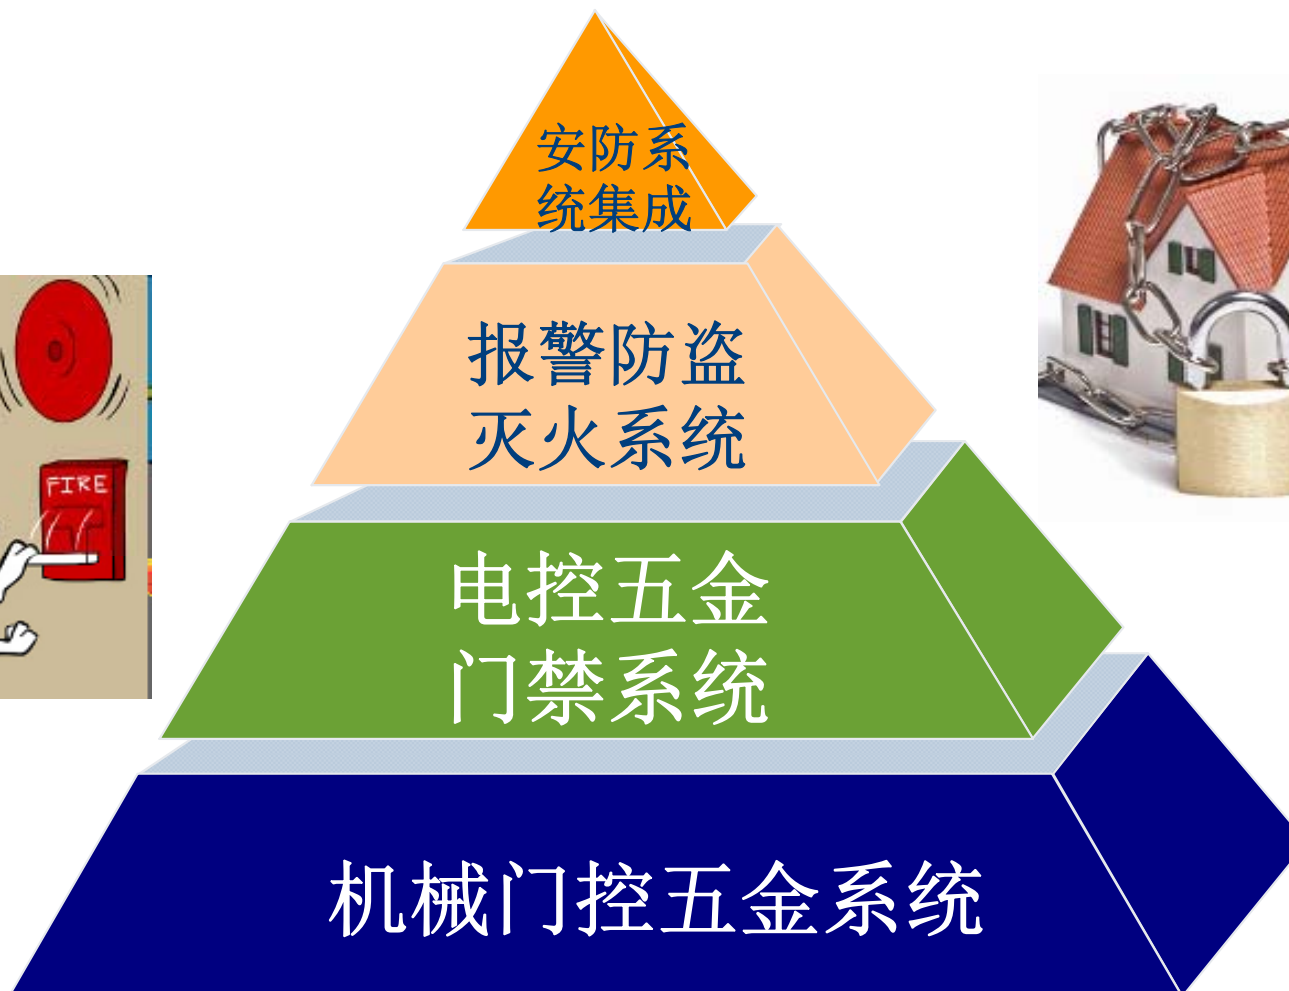 安防系
统集成
报警防盗
灭火系统
FIRE
电控五金
门禁系统
机械门控五金系统